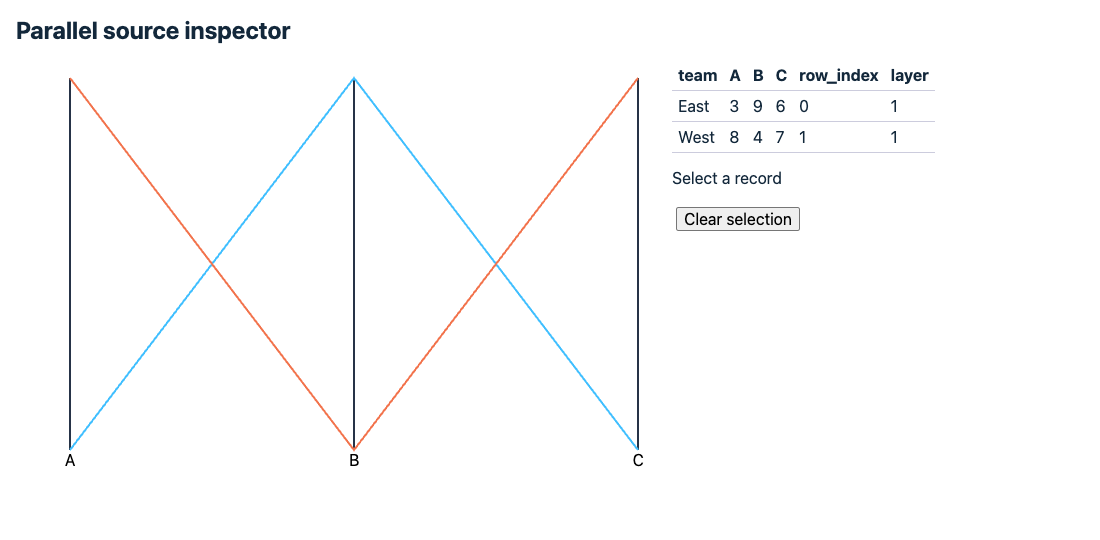 Parallel source inspector
A B C
team A B C row_index layer
East 3 9 6 0 1
West 8 4 7 1 1
Select a record
Clear selection